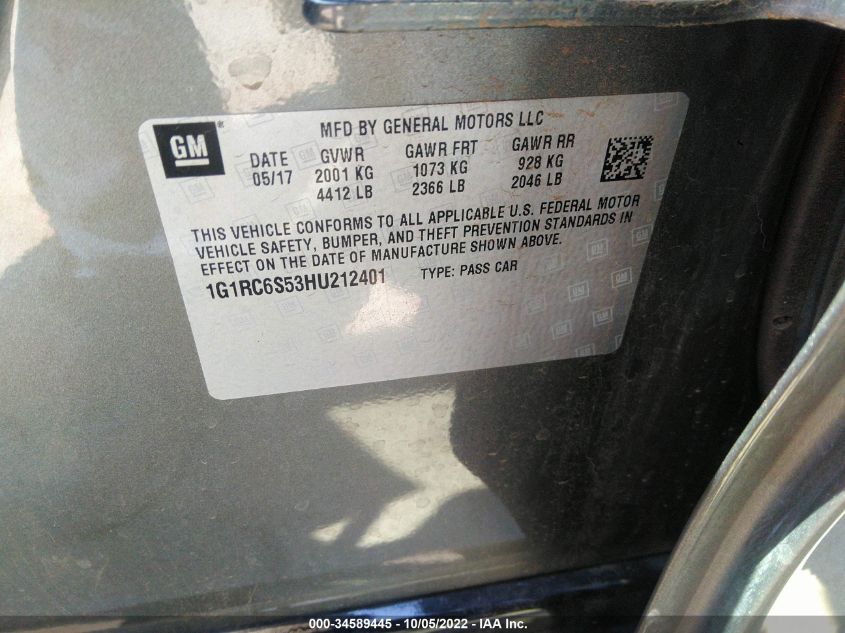 GM
MFD BY GENERAL MOTORS LLC
DATE GVWR GAWR FRT GAWR RR
05/17 2001 KG 1073 KG 928 KG
4412 LB 2366 LB 2046 LB
THIS VEHICLE CONFORMS TO ALL APPLICABLE U.S. FEDERAL MOTOR
VEHICLE SAFETY, BUMPER, AND THEFT PREVENTION STANDARDS IN
EFFECT ON THE DATE OF MANUFACTURE SHOWN ABOVE.
1G1RC6S53HU212401 TYPE: PASS CAR
000-34589445 - 10/05/2022 - IAA Inc.